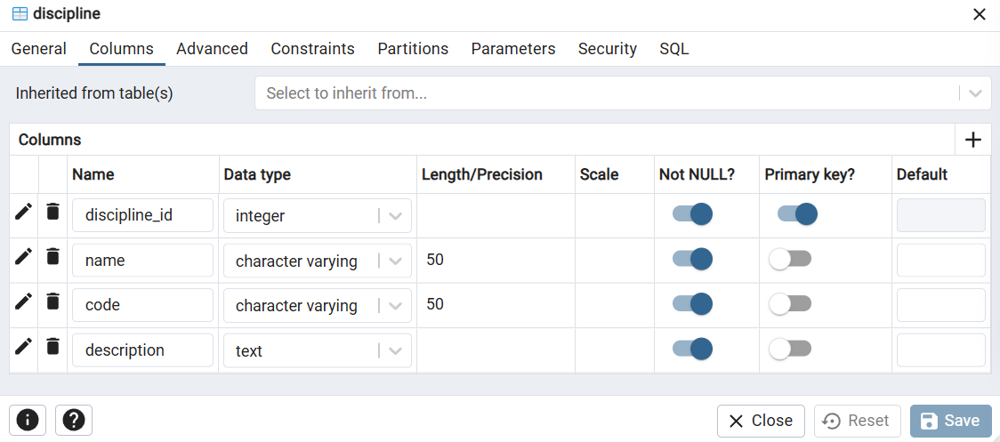 discipline
General Columns Advanced Constraints Partitions Parameters Security SQL
Inherited from table(s) Select to inherit from...
Columns
Name Data type Length/Precision Scale Not NULL? Primary key? Default
discipline_id integer
name character varying 50
code character varying 50
description text
Close Reset Save